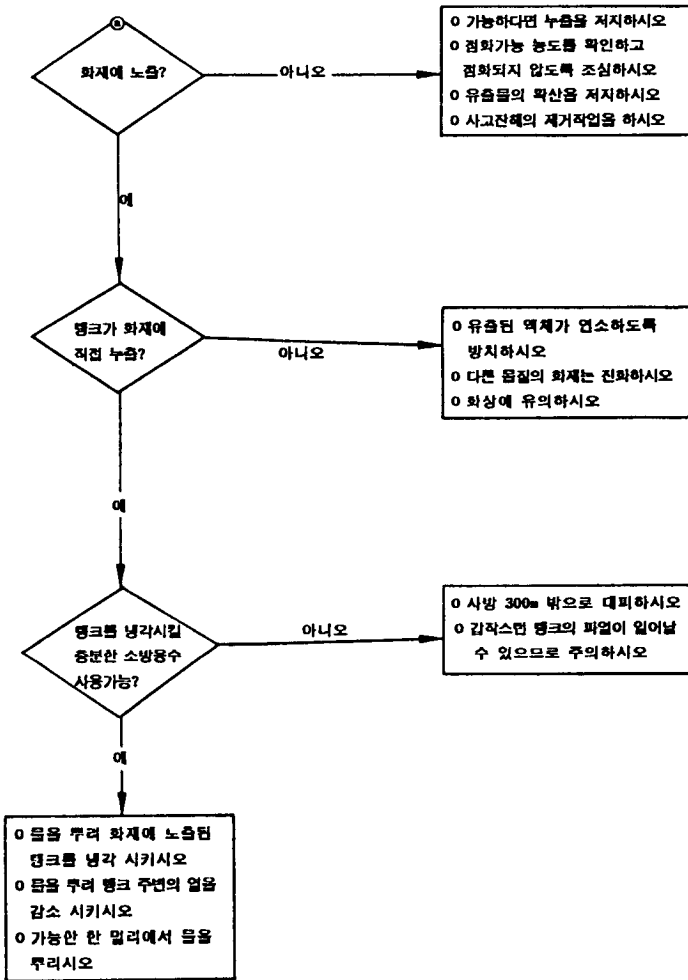 ⓐ
화재에 노출?
아니오
o 가능하다면 누출을 저지하시오
o 점화가능 농도를 확인하고
점화되지 않도록 조심하시오
o 유출물의 확산을 저지하시오
o 사고잔해의 제거작업을 하시오
예
탱크가 화재에
직접 노출?
아니오
o 유출된 액체가 연소하도록
방치하시오
o 다른 물질의 화재는 진화하시오
o 화상에 유의하시오
예
탱크를 냉각시킬
충분한 소방용수
사용가능?
아니오
o 사방 300m 밖으로 대피하시오
o 갑작스런 탱크의 파열이 일어날
수 있으므로 주의하시오
예
o 물을 뿌려 화재에 노출된
탱크를 냉각 시키시오
o 물을 뿌려 탱크 주변의 열을
감소 시키시오
o 가능한 한 멀리에서 물을
뿌리시오